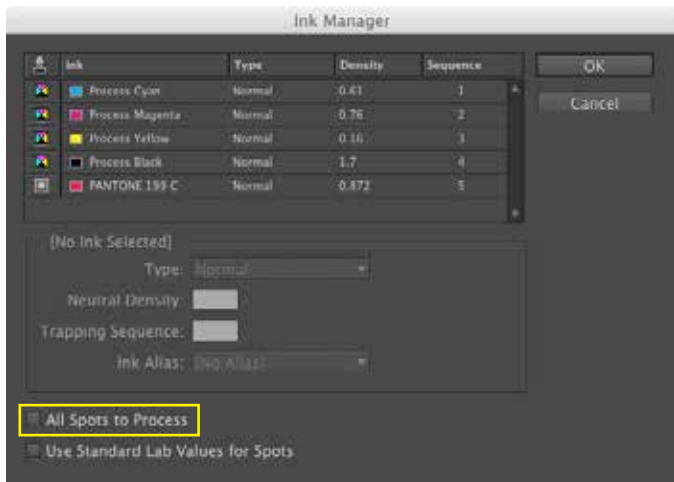 Ink Manager
Ink Type Density Sequence
Process Cyan Normal 0.61 1
Process Magenta Normal 0.76 2
Process Yellow Normal 0.16 3
Process Black Normal 1.7 4
PANTONE 199 C Normal 0.872 5
OK
Cancel
[No Ink Selected]
Type: Normal
Neutral Density:
Trapping Sequence:
Ink Alias: [No Alias]
All Spots to Process
Use Standard Lab Values for Spots